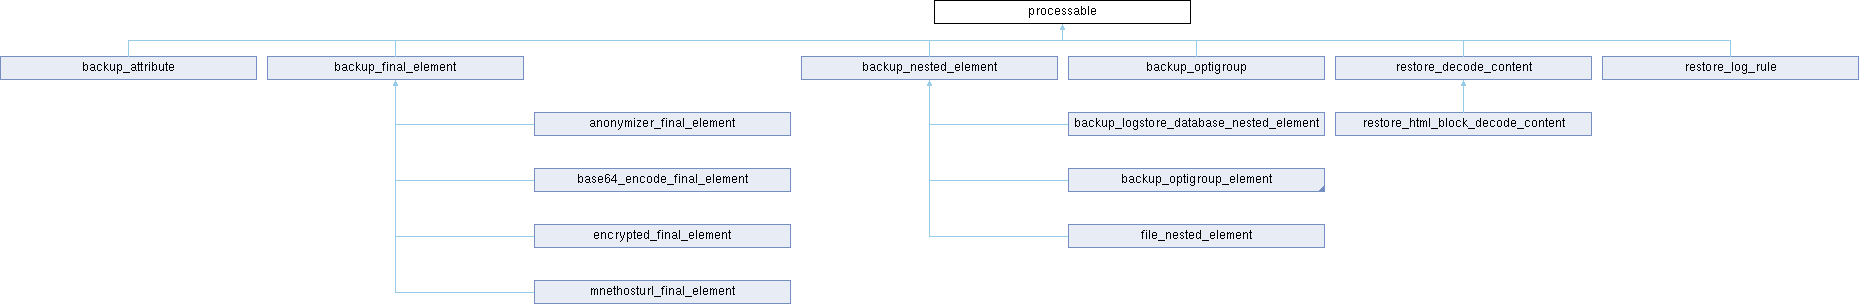 processable
backup_attribute
backup_final_element
backup_nested_element
backup_optigroup
restore_decode_content
restore_log_rule
anonymizer_final_element
backup_logstore_database_nested_element
restore_html_block_decode_content
base64_encode_final_element
backup_optigroup_element
encrypted_final_element
file_nested_element
mnethosturl_final_element